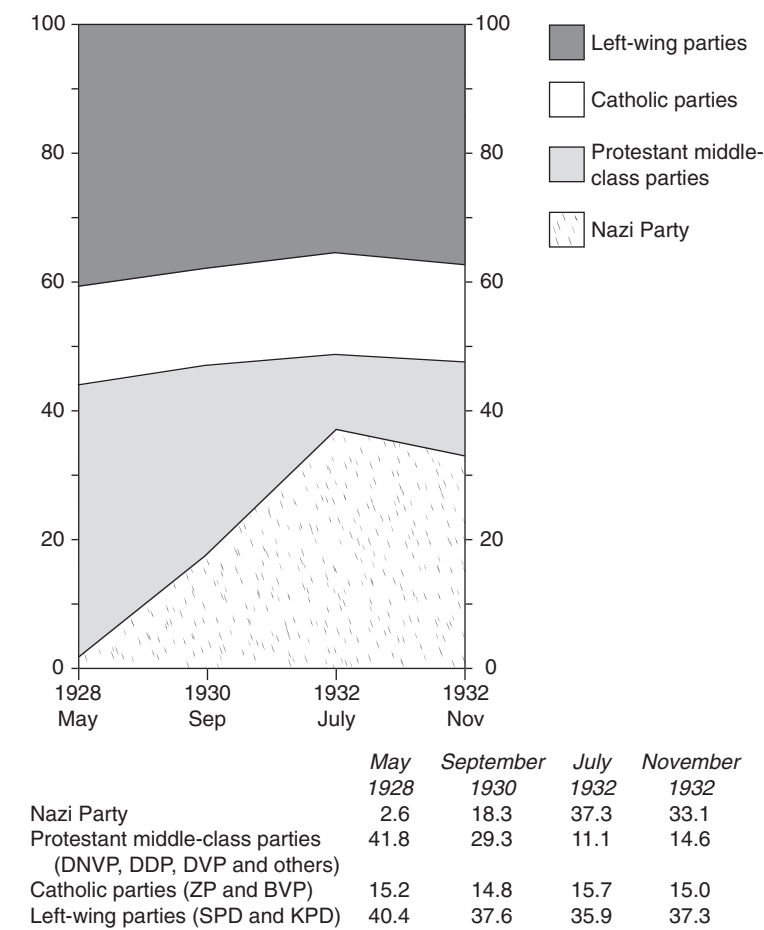 100
100
Left-wing parties
Catholic parties
80
80
Protestant middle-
class parties
Nazi Party
60
60
40
40
20
20
0
0
1928
1930
1932
1932
May
Sep
July
Nov
May September July November
1928 1930 1932 1932
Nazi Party 2.6 18.3 37.3 33.1
Protestant middle-class parties 41.8 29.3 11.1 14.6
(DNVP, DDP, DVP and others)
Catholic parties (ZP and BVP) 15.2 14.8 15.7 15.0
Left-wing parties (SPD and KPD) 40.4 37.6 35.9 37.3